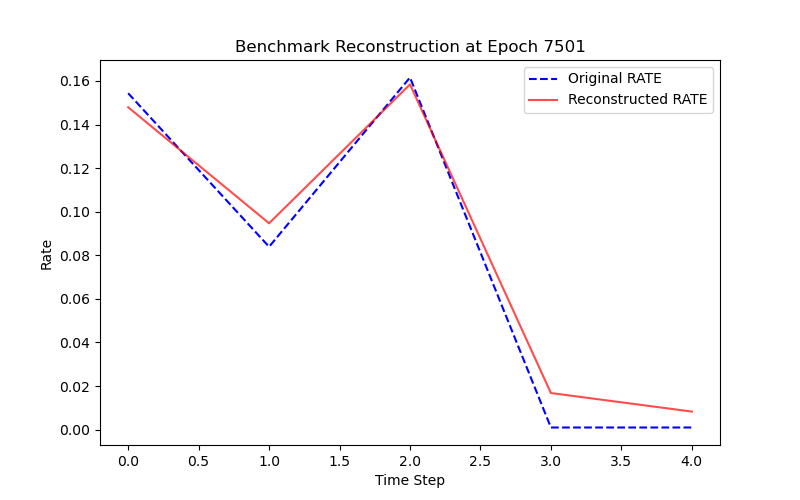 Benchmark Reconstruction at Epoch 7501
Original RATE
Reconstructed RATE
0.16
0.14
0.12
0.10
0.08
0.06
0.04
0.02
0.00
Rate
0.0 0.5 1.0 1.5 2.0 2.5 3.0 3.5 4.0
Time Step